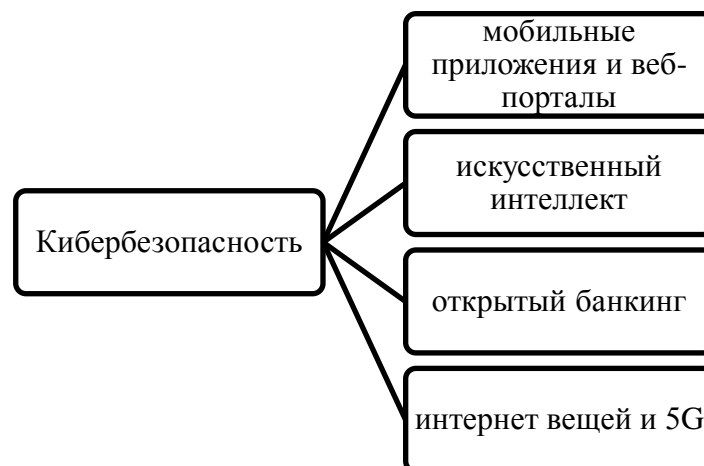 мобильные
приложения и веб-
порталы
искусственный
интеллект
Кибербезопасность
открытый банкинг
интернет вещей и 5G